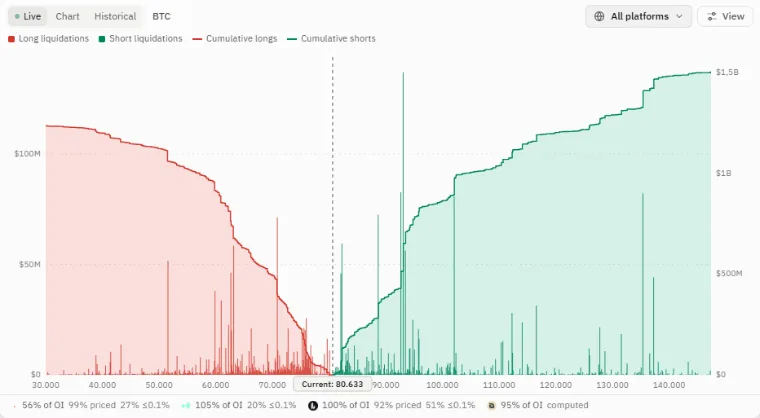 Live Chart Historical BTC All platforms View
Long liquidations Short liquidations Cumulative longs Cumulative shorts
$1,5B
$100M
$1B
$50M
$500M
$0 $0
30.000 40.000 50.000 60.000 70.000 90.000 100.000 110.000 120.000 130.000 140.000
Current: 80.633
56% of OI 99% priced 27% ≤0.1% 105% of OI 20% ≤0.1% 100% of OI 92% priced 51% ≤0.1% 95% of OI computed